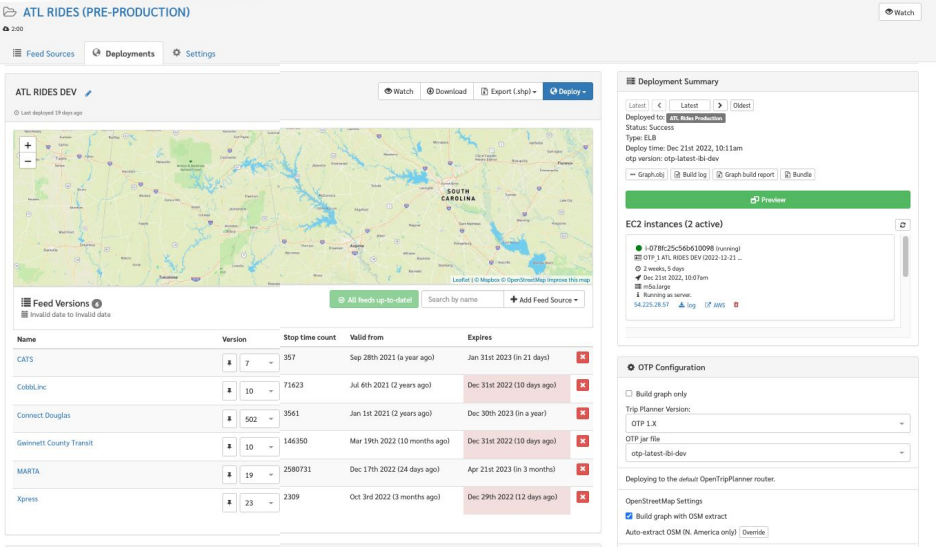 ATL RIDES (PRE-PRODUCTION)
Watch
2:00
Feed Sources
Deployments
Settings
ATL RIDES DEV
Watch
Download
Export (.shp)
Deploy
Last deployed 19 days ago
+
−
SOUTH
CAROLINA
Leaflet | © Mapbox © OpenStreetMap Improve this map
Feed Versions 6
Invalid date to Invalid date
All feeds up-to-date!
Search by name
+ Add Feed Source
Name Version Stop time count Valid from Expires
CATS 7 357 Sep 28th 2021 (a year ago) Jan 31st 2023 (in 21 days)
CobbLinc 10 71623 Jul 6th 2021 (2 years ago) Dec 31st 2022 (10 days ago)
Connect Douglas 502 3561 Jan 1st 2021 (2 years ago) Dec 30th 2023 (in a year)
Gwinnett County Transit 10 146350 Mar 19th 2022 (10 months ago) Dec 31st 2022 (10 days ago)
MARTA 19 2580731 Dec 17th 2022 (24 days ago) Apr 21st 2023 (in 3 months)
Xpress 23 2309 Oct 3rd 2022 (3 months ago) Dec 29th 2022 (12 days ago)
Deployment Summary
Latest < Latest > Oldest
Deployed to: ATL Rides Production
Status: Success
Type: ELB
Deploy time: Dec 21st 2022, 10:11am
otp version: otp-latest-ibi-dev
Graph.obj
Build log
Graph build report
Bundle
Preview
EC2 instances (2 active)
i-078fc25c56b610098 (running)
OTP_1 ATL RIDES DEV (2022-12-21 ...
2 weeks, 5 days
Dec 21st 2022, 10:07am
m5a.large
Running as server.
54.225.28.57 log AWS
OTP Configuration
Build graph only
Trip Planner Version:
OTP 1.X
OTP jar file
otp-latest-ibi-dev
Deploying to the default OpenTripPlanner router.
OpenStreetMap Settings
Build graph with OSM extract
Auto-extract OSM (N. America only) Override